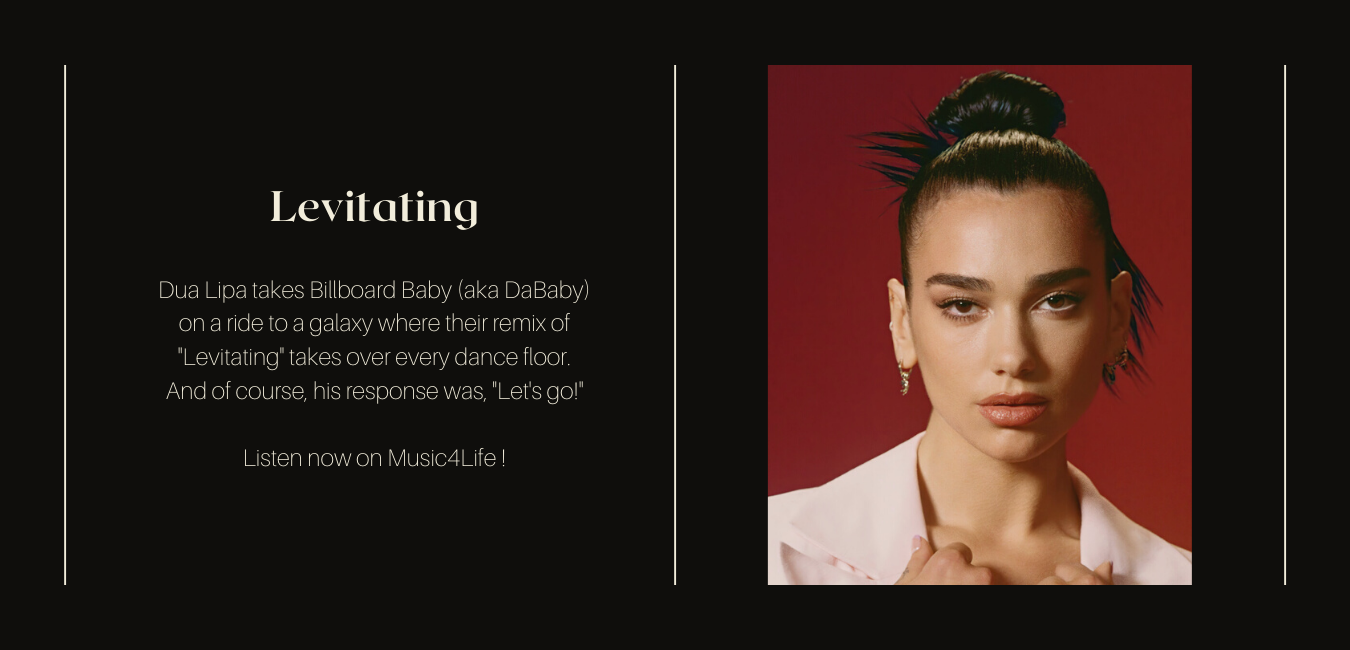 Levitating
Dua Lipa takes Billboard Baby (aka DaBaby)
on a ride to a galaxy where their remix of
"Levitating" takes over every dance floor.
And of course, his response was, "Let's go!"
Listen now on Music4Life !